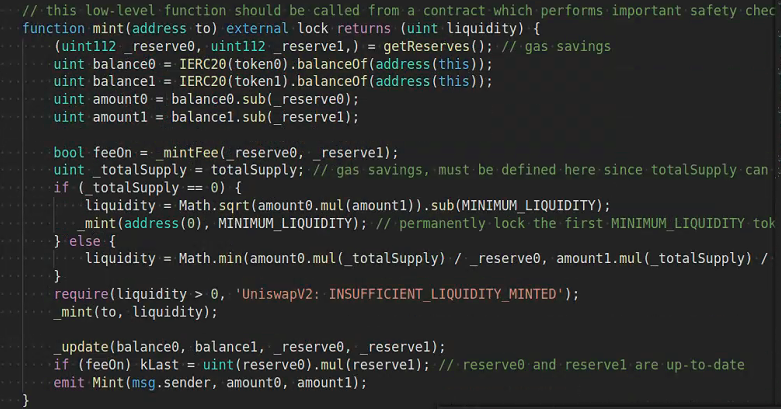 // this low-level function should be called from a contract which performs important safety chec
function mint(address to) external lock returns (uint liquidity) {
(uint112 _reserve0, uint112 _reserve1,) = getReserves(); // gas savings
uint balance0 = IERC20(token0).balanceOf(address(this));
uint balance1 = IERC20(token1).balanceOf(address(this));
uint amount0 = balance0.sub(_reserve0);
uint amount1 = balance1.sub(_reserve1);
bool feeOn = _mintFee(_reserve0, _reserve1);
uint _totalSupply = totalSupply; // gas savings, must be defined here since totalSupply can
if (_totalSupply == 0) {
liquidity = Math.sqrt(amount0.mul(amount1)).sub(MINIMUM_LIQUIDITY);
_mint(address(0), MINIMUM_LIQUIDITY); // permanently lock the first MINIMUM_LIQUIDITY tok
} else {
liquidity = Math.min(amount0.mul(_totalSupply) / _reserve0, amount1.mul(_totalSupply) /
}
require(liquidity > 0, 'UniswapV2: INSUFFICIENT_LIQUIDITY_MINTED');
_mint(to, liquidity);
_update(balance0, balance1, _reserve0, _reserve1);
if (feeOn) kLast = uint(reserve0).mul(reserve1); // reserve0 and reserve1 are up-to-date
emit Mint(msg.sender, amount0, amount1);
}